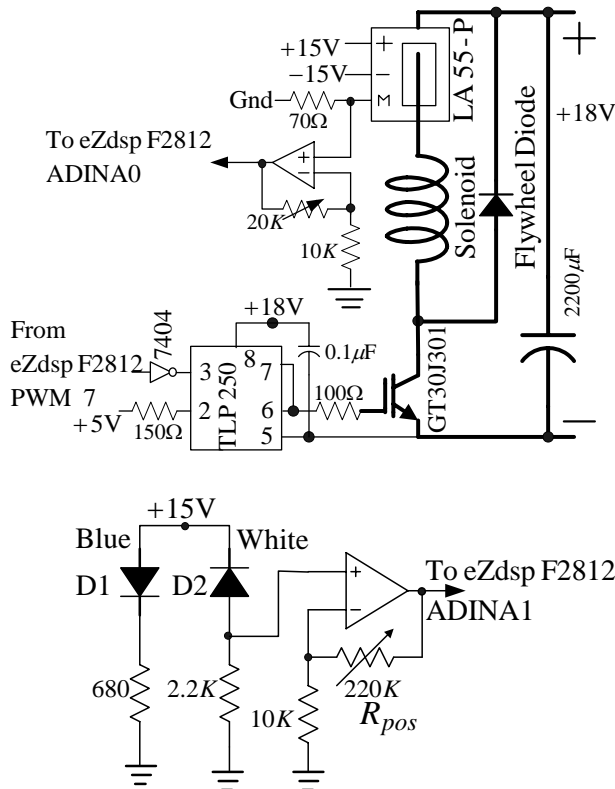 +15V
−15V
Gnd
70Ω
+
−
M
LA 55-P
+
+18V
To eZdsp F2812
ADINA0
+
−
20K
10K
Solenoid
Flywheel Diode
2200μF
+18V
0.1μF
From
eZdsp F2812
PWM 7
7404
+5V
150Ω
3
2
TLP 250
8
7
6
5
100Ω
GT30J301
−
+15V
Blue
White
D1
D2
+
−
To eZdsp F2812
ADINA1
680
2.2K
10K
220K
Rpos